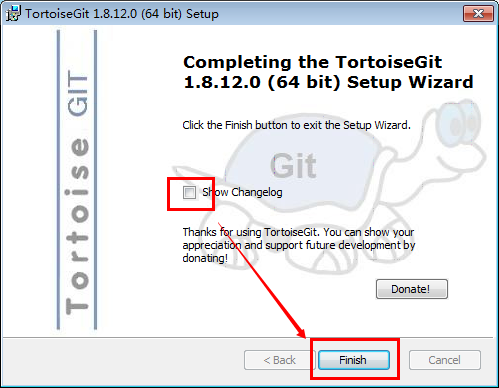 TortoiseGit 1.8.12.0 (64 bit) Setup
Tortoise GIT
Completing the TortoiseGit
1.8.12.0 (64 bit) Setup Wizard
Click the Finish button to exit the Setup Wizard.
Git
Show Changelog
Thanks for using TortoiseGit. You can show your
appreciation and support future development by
donating!
Donate!
< Back
Finish
Cancel